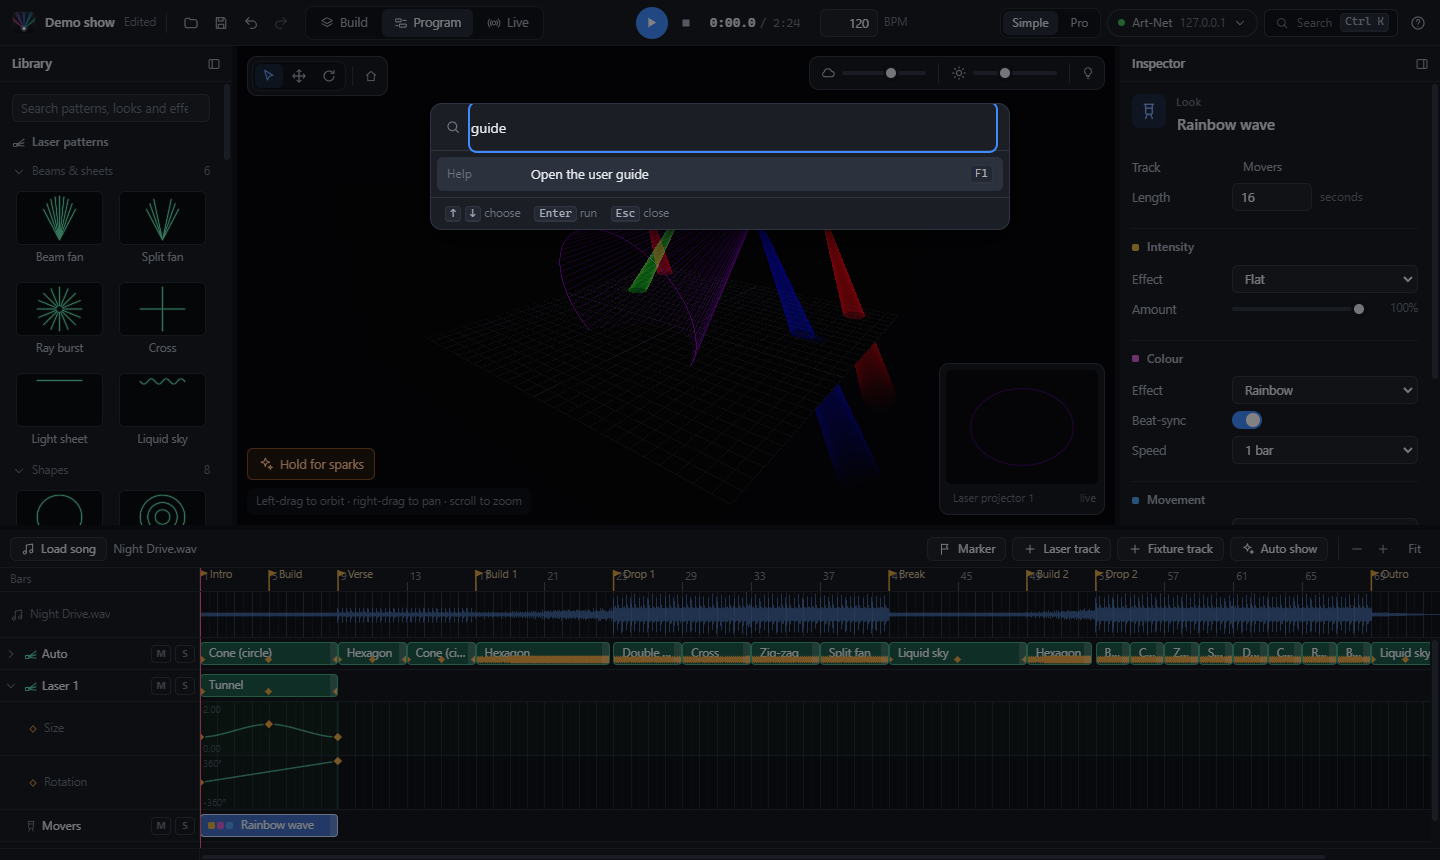 Demo show Edited Build Program Live 0:00.0 / 2:24 120 BPM Simple Pro Art-Net 127.0.0.1 Search Ctrl K
Library
Search patterns, looks and effe
Laser patterns
Beams & sheets 6
Beam fan Split fan
Ray burst Cross
Light sheet Liquid sky
Shapes 8
guide
Help Open the user guide F1
↑ ↓ choose Enter run Esc close
Hold for sparks
Left-drag to orbit · right-drag to pan · scroll to zoom
Laser projector 1 live
Inspector
Look
Rainbow wave
Track Movers
Length 16 seconds
Intensity
Effect Flat
Amount 100%
Colour
Effect Rainbow
Beat-sync
Speed 1 bar
Movement
Load song Night Drive.wav Marker Laser track Fixture track Auto show Fit
Bars Intro Build Verse 13 Build 1 21 Drop 1 29 33 37 Break 45 Build 2 Drop 2 57 61 65 Outro
Night Drive.wav
Auto M S Cone (circle) Hexagon Cone (ci... Hexagon Double ... Cross Zig-zag Split fan Liquid sky Hexagon B... C... Z... S... D... C... R... B... Liquid sky
Laser 1 M S Tunnel
2.00
Size
0.00
360°
Rotation
-360°
Movers M S Rainbow wave